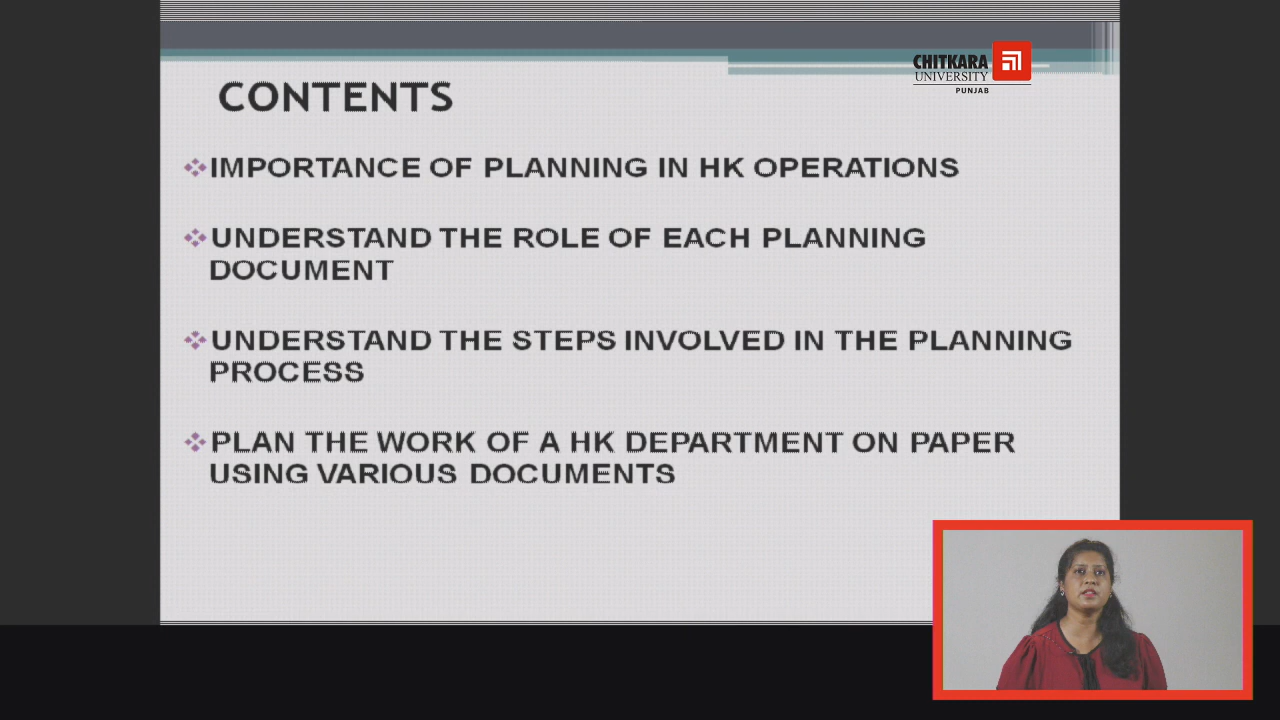 CHITKARA
UNIVERSITY
PUNJAB
CONTENTS
IMPORTANCE OF PLANNING IN HK OPERATIONS
UNDERSTAND THE ROLE OF EACH PLANNING
DOCUMENT
UNDERSTAND THE STEPS INVOLVED IN THE PLANNING
PROCESS
PLAN THE WORK OF A HK DEPARTMENT ON PAPER
USING VARIOUS DOCUMENTS